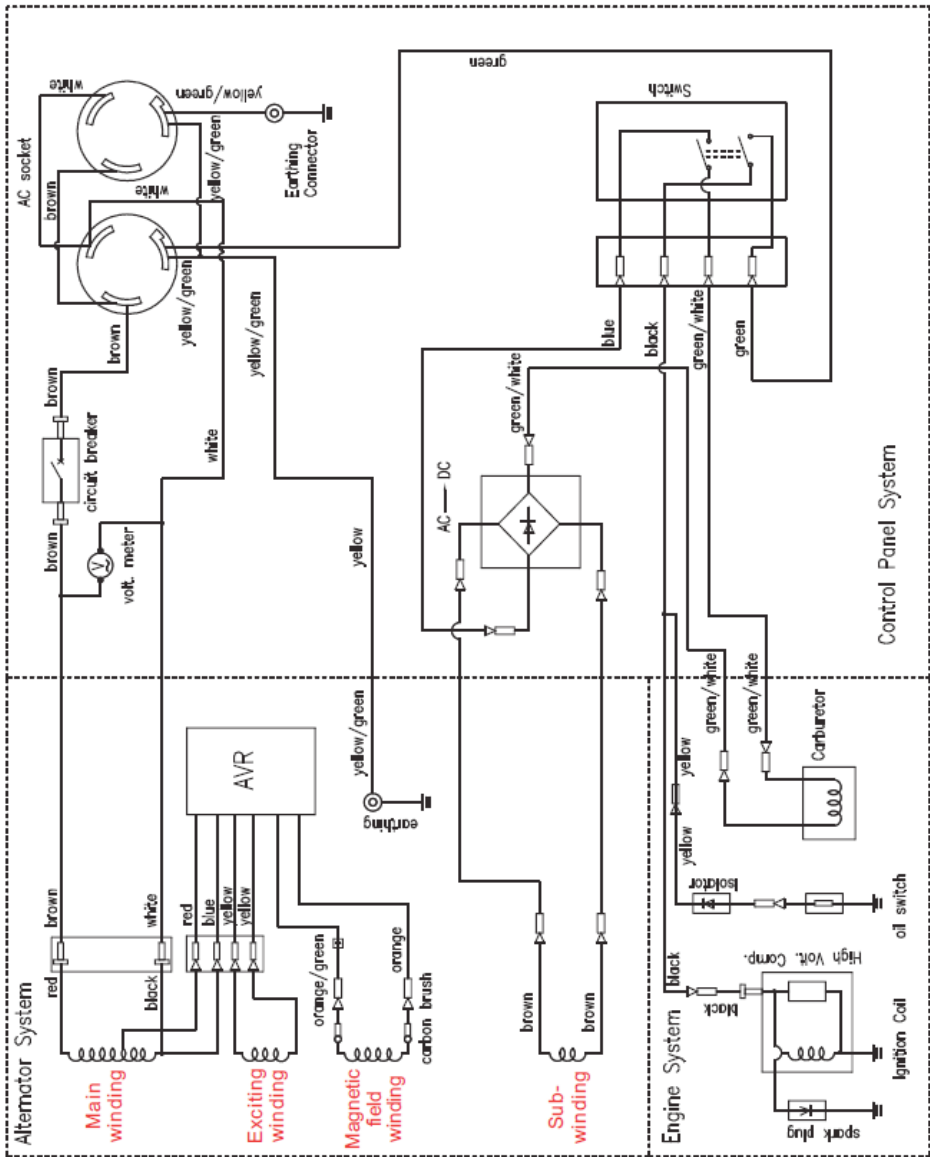 Alternator System
Main
winding
Exciting
winding
Magnetic
field
winding
Sub-
winding
red
brown
black
white
red
blue
yellow
yellow
AVR
orange/green
orange
carbon brush
brown
brown
earthing
yellow/green
yellow
brown
V
volt. meter
circuit breaker
brown
brown
white
AC socket
brown
white
white
yellow/green
yellow/green
yellow/green
yellow/green
Earthing
Connector
green
Switch
blue
black
green/white
green
green/white
AC — DC
Control Panel System
Engine System
black
black
High Volt. Comp.
Ignition Coil
spark plug
Isolator
yellow
yellow
oil switch
green/white
green/white
Carburetor